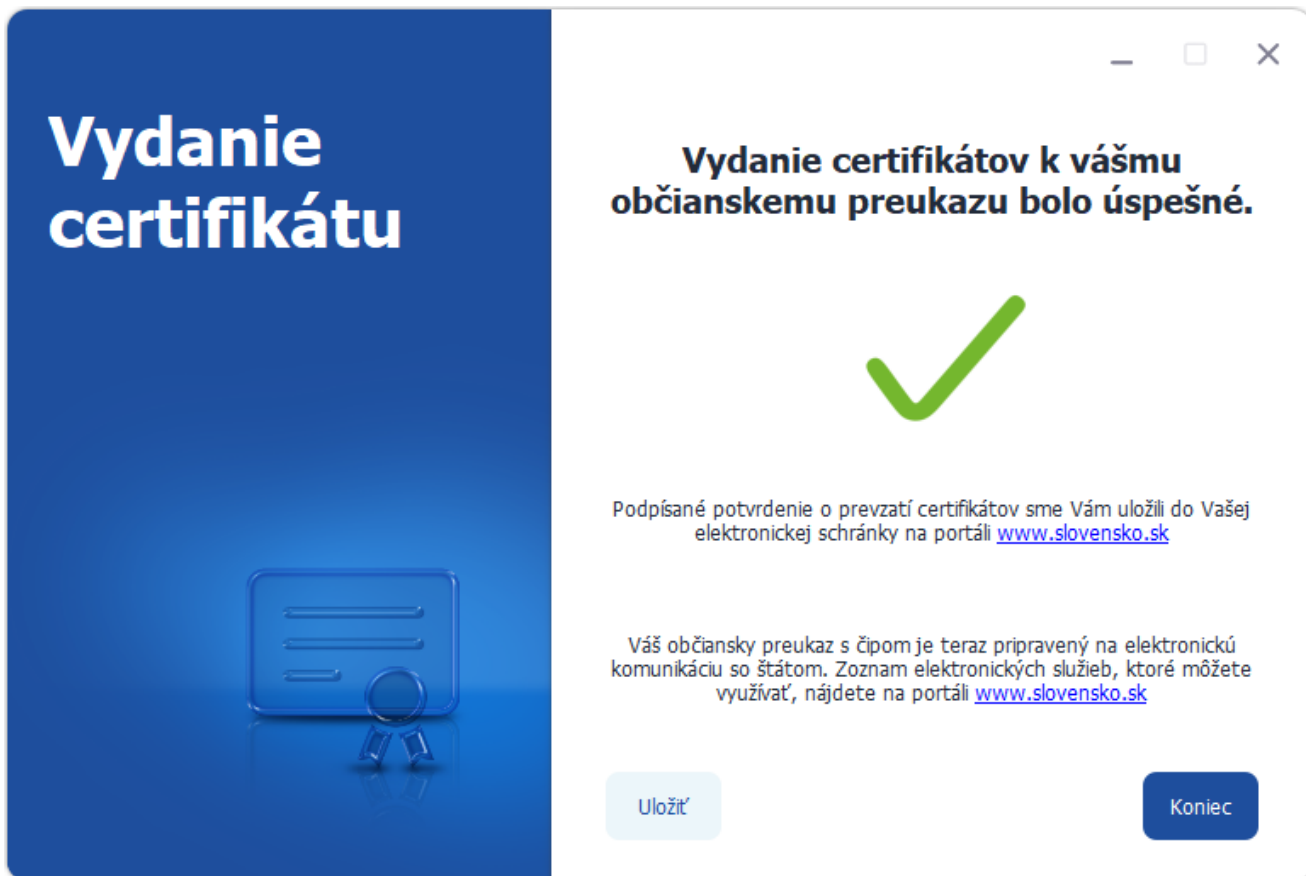 Vydanie
certifikátu
Vydanie certifikátov k vášmu
občianskemu preukazu bolo úspešné.
Podpísané potvrdenie o prevzatí certifikátov sme Vám uložili do Vašej
elektronickej schránky na portáli www.slovensko.sk
Váš občiansky preukaz s čipom je teraz pripravený na elektronickú
komunikáciu so štátom. Zoznam elektronických služieb, ktoré môžete
využívať, nájdete na portáli www.slovensko.sk
Uložiť
Koniec